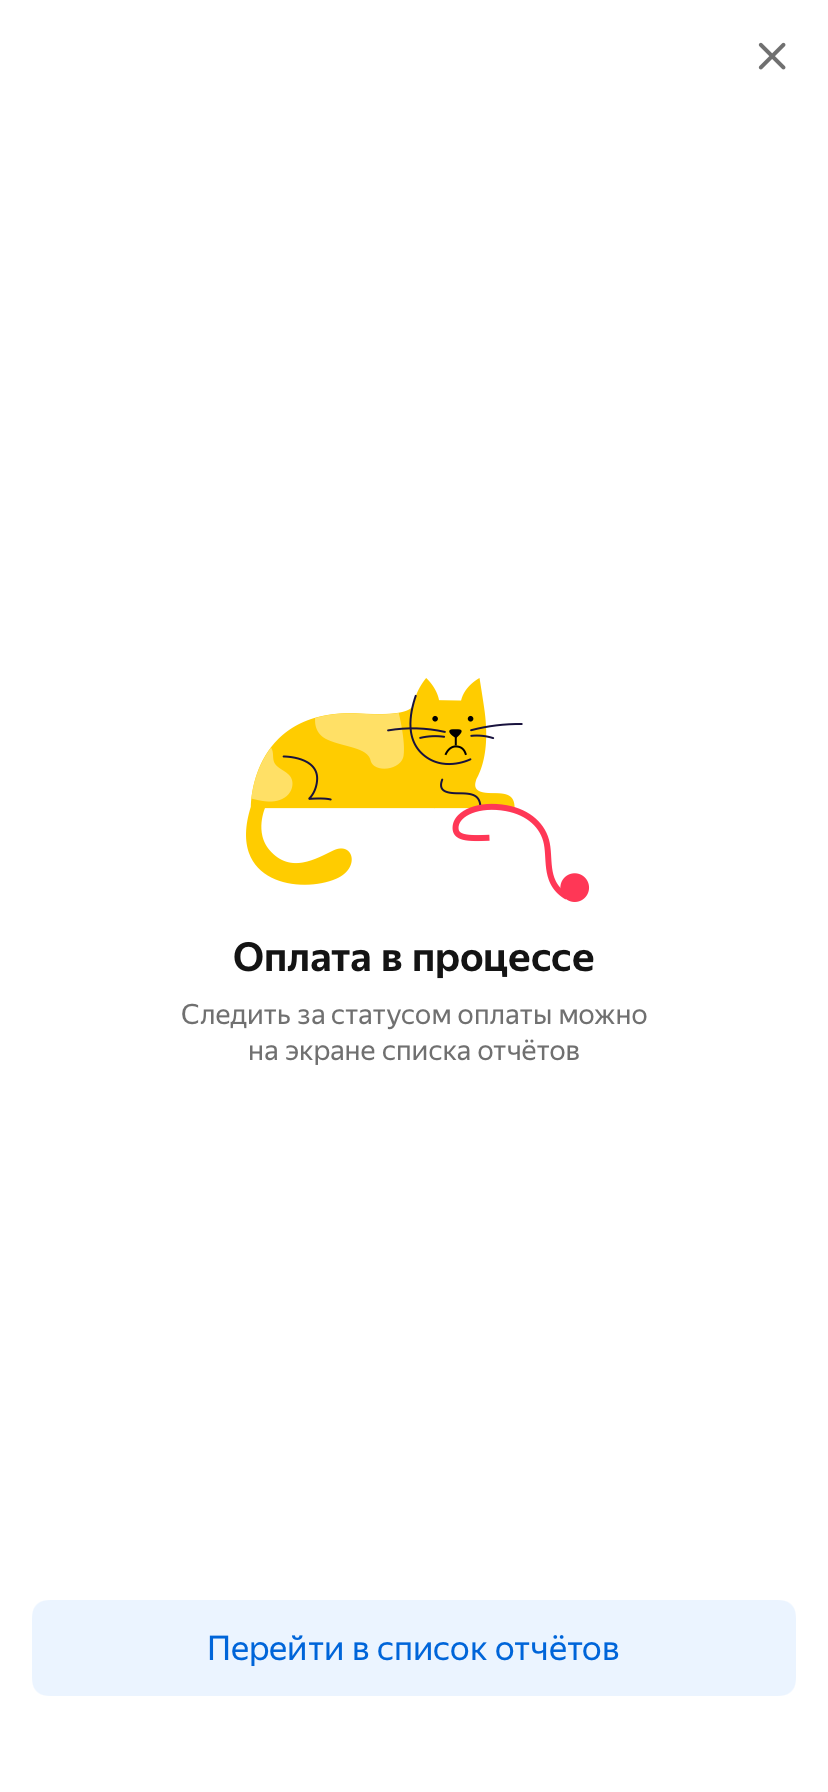 Оплата в процессе
Следить за статусом оплаты можно
на экране списка отчётов
Перейти в список отчётов